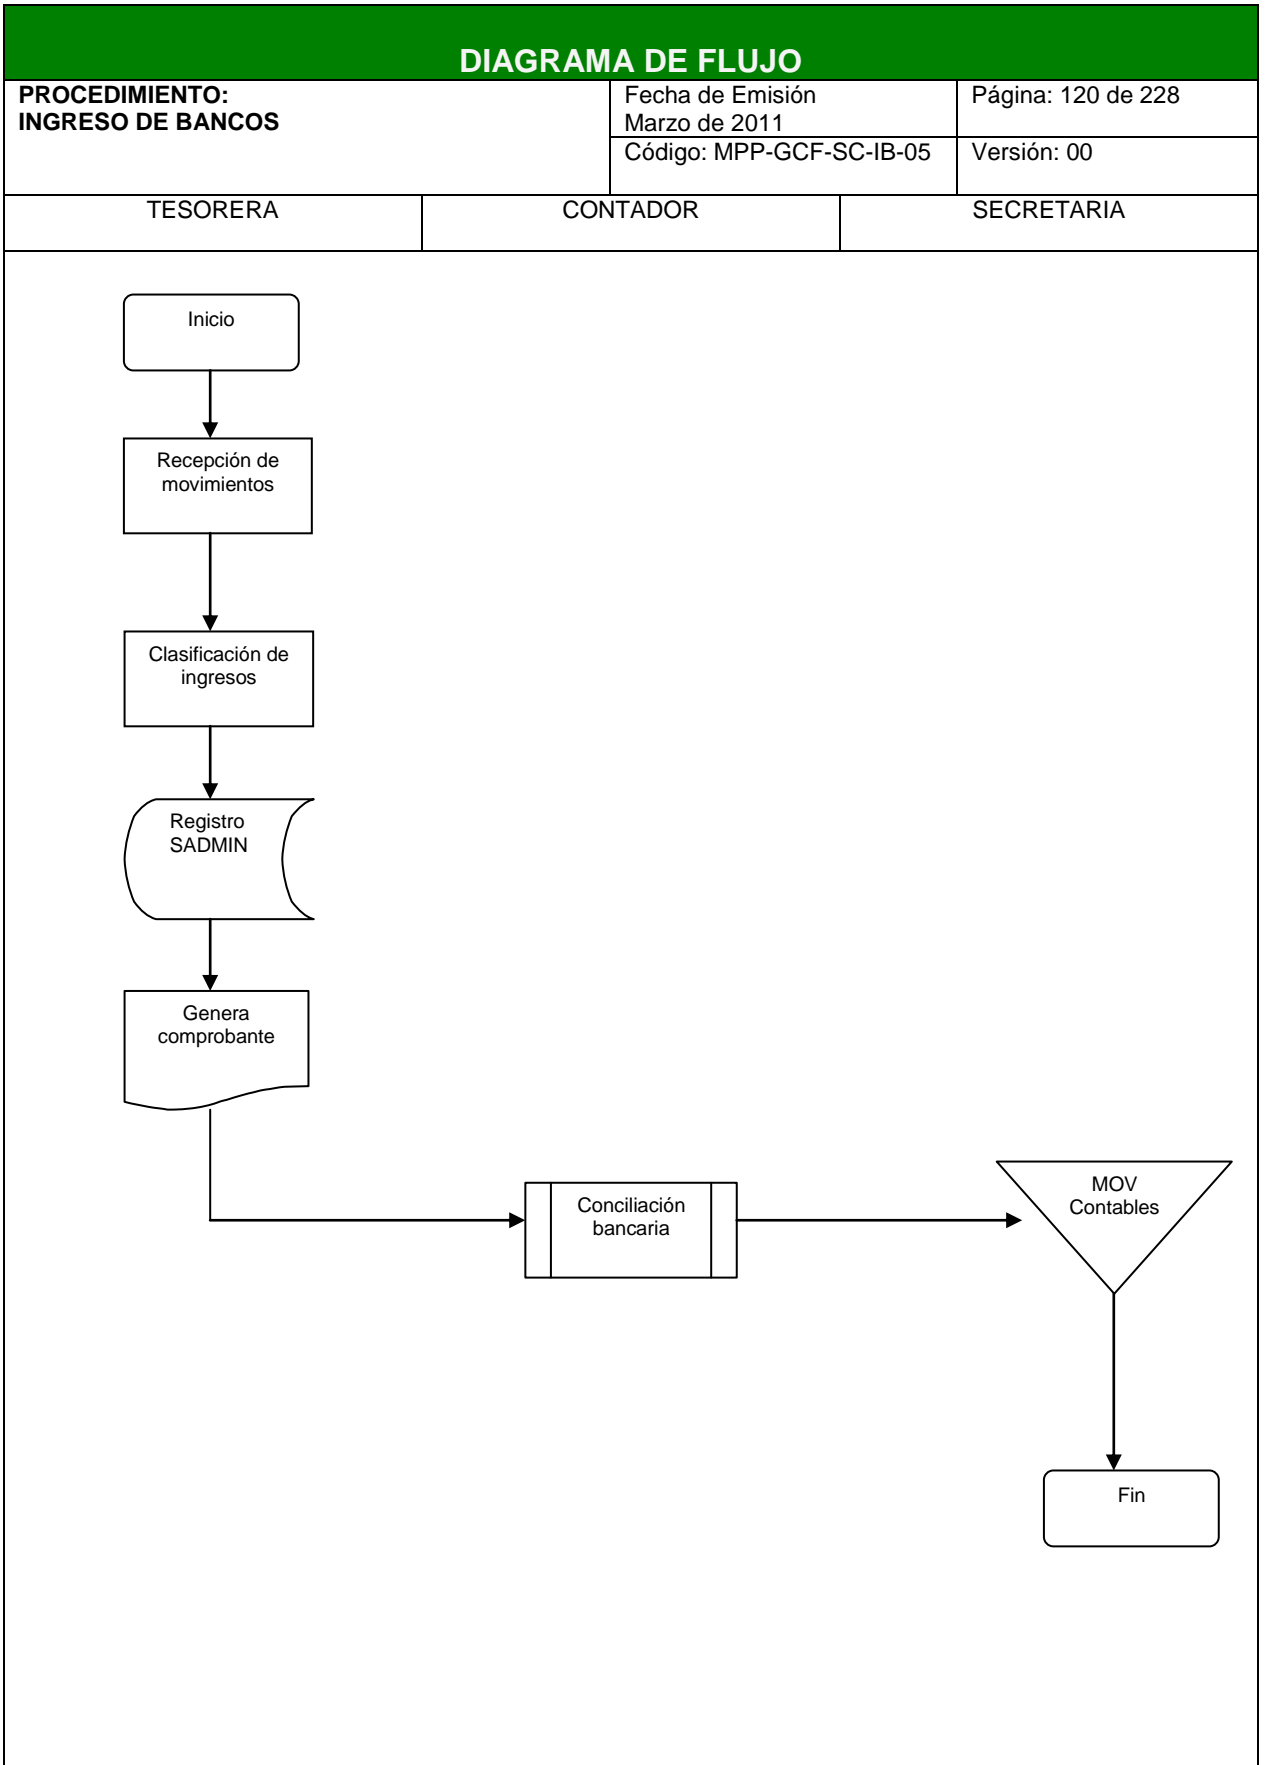 DIAGRAMA DE FLUJO
PROCEDIMIENTO:
INGRESO DE BANCOS
Fecha de Emisión
Marzo de 2011
Página: 120 de 228
Código: MPP-GCF-SC-IB-05
Versión: 00
TESORERA
CONTADOR
SECRETARIA
Inicio
Recepción de
movimientos
Clasificación de
ingresos
Registro
SADMIN
Genera
comprobante
Conciliación
bancaria
MOV
Contables
Fin